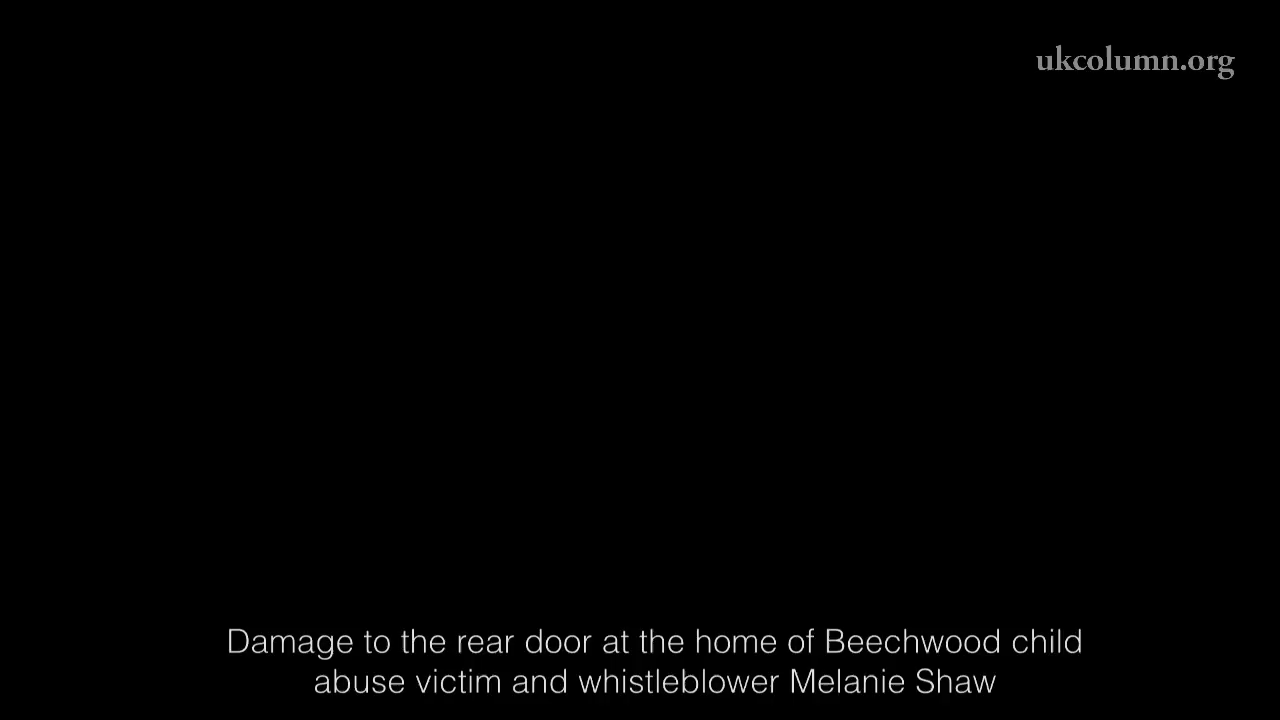 ukcolumn.org
Damage to the rear door at the home of Beechwood child
abuse victim and whistleblower Melanie Shaw